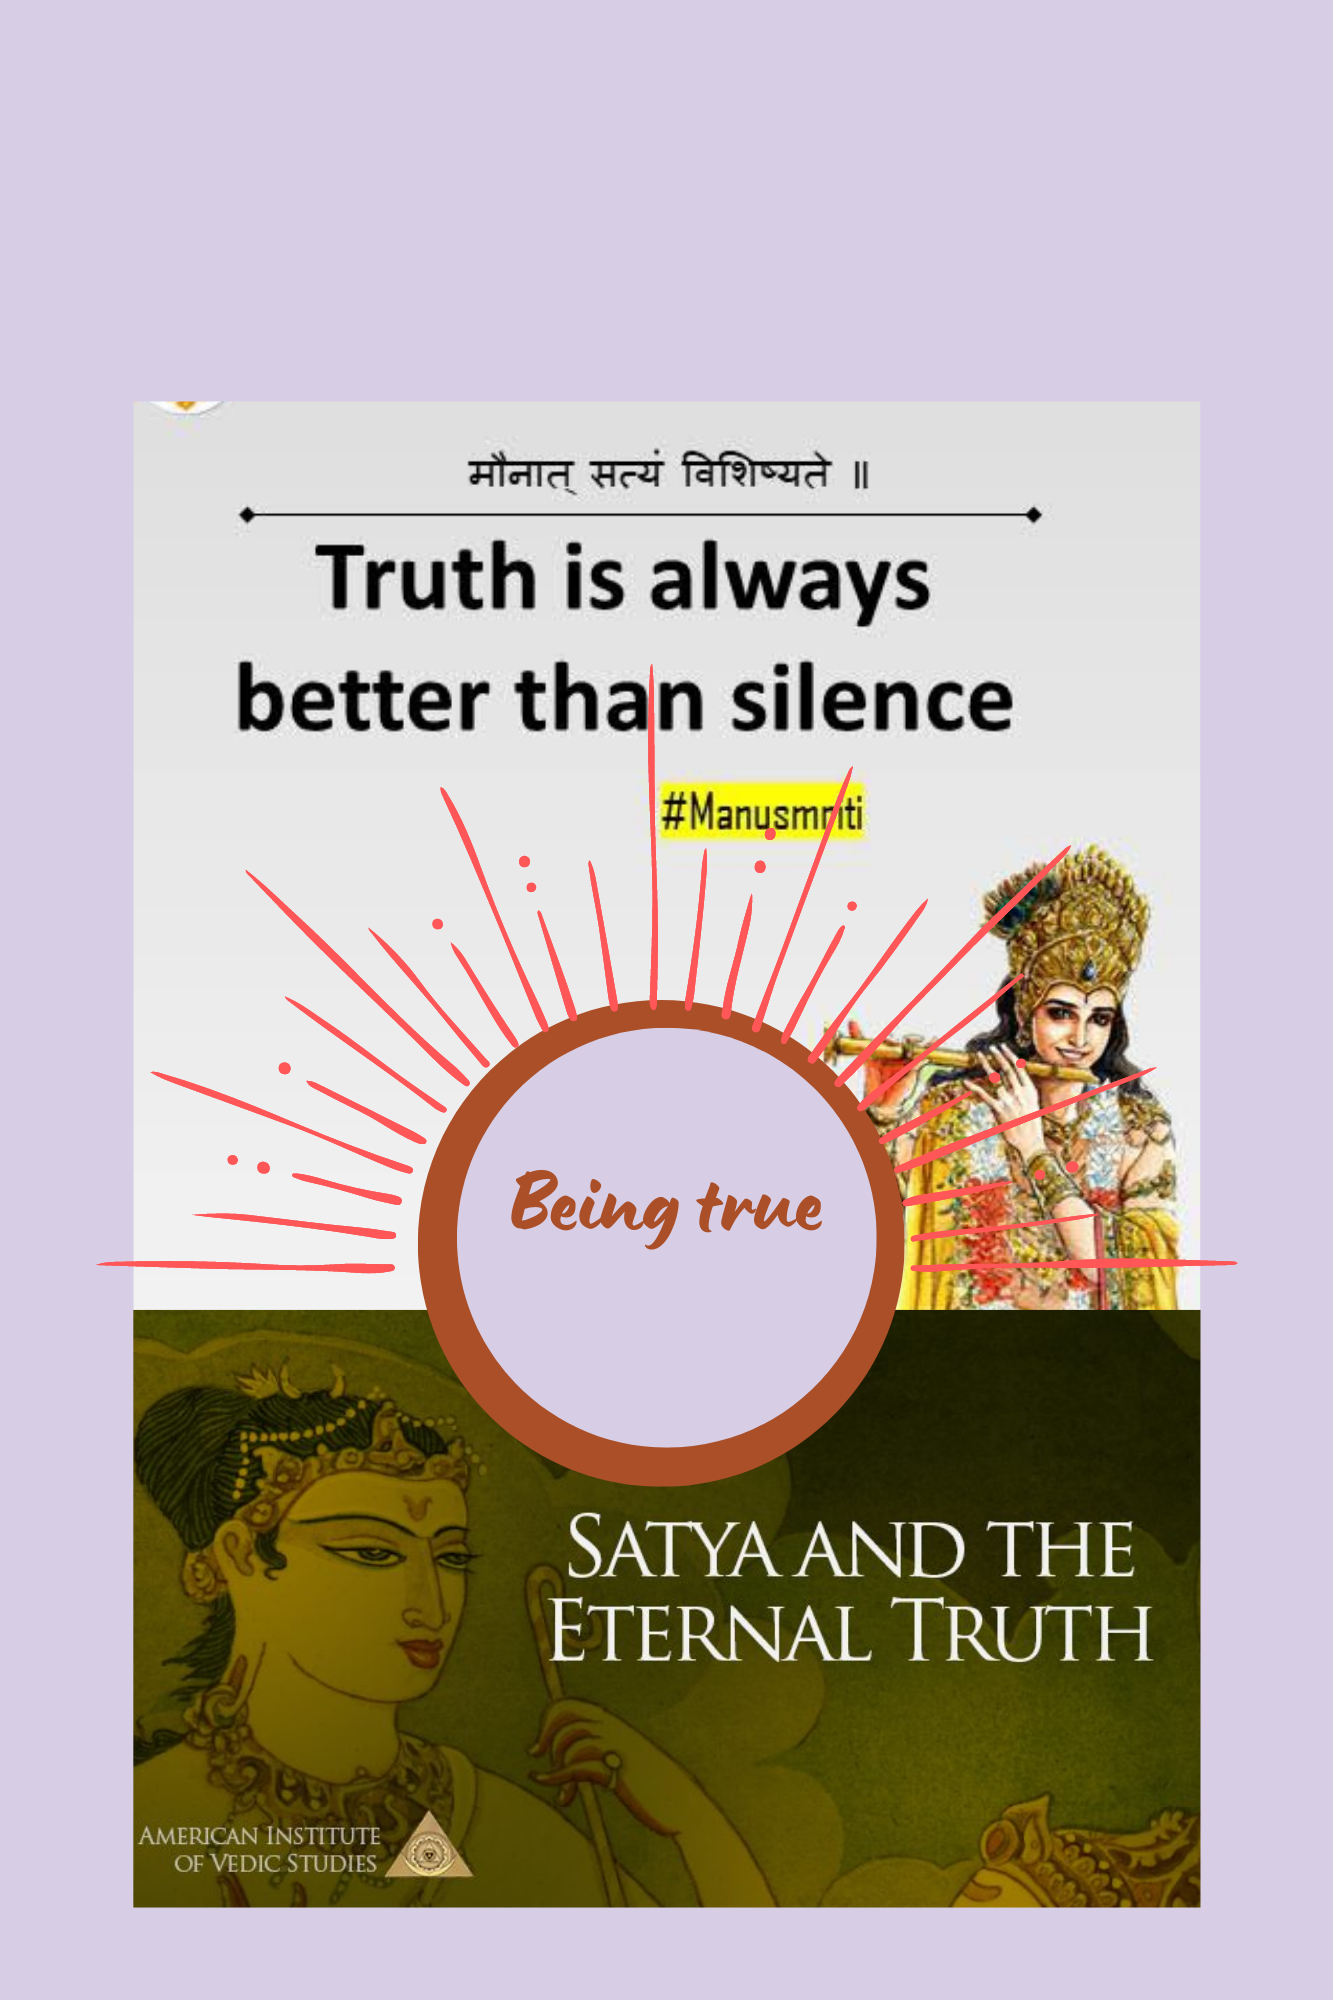 मौनात् सत्यं विशिष्यते ॥
Truth is always
better than silence
#Manusmriti
Being true
SATYA AND THE
ETERNAL TRUTH
AMERICAN INSTITUTE
OF VEDIC STUDIES